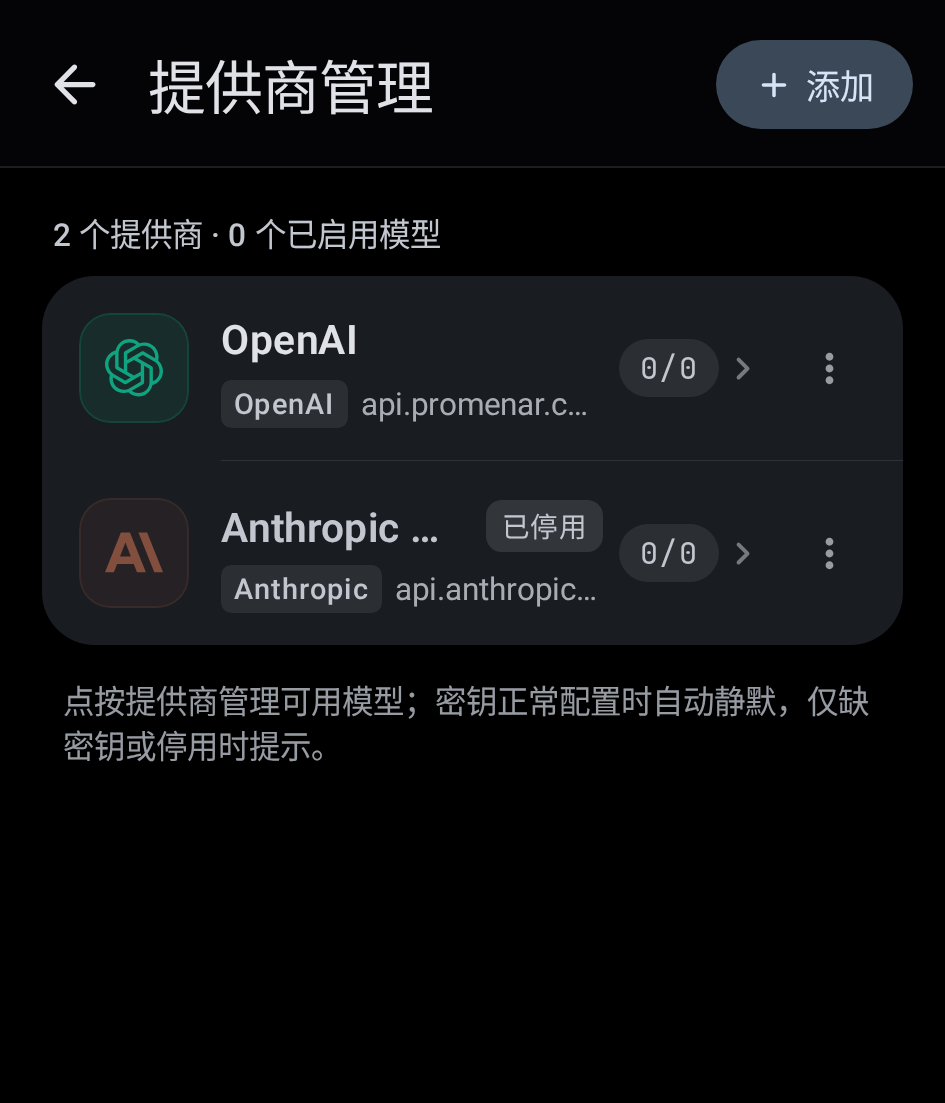 提供商管理
+ 添加
2 个提供商 · 0 个已启用模型
OpenAI
0/0
OpenAI api.promenar.c...
Anthropic ... 已停用
0/0
Anthropic api.anthropic...
点按提供商管理可用模型；密钥正常配置时自动静默，仅缺
密钥或停用时提示。